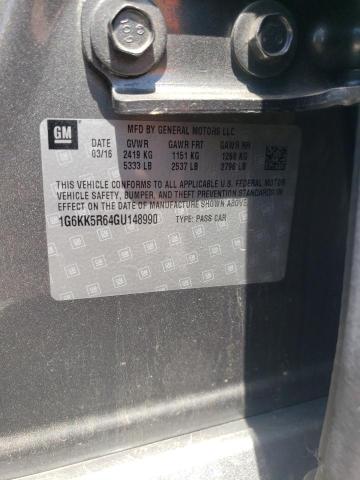 GM
MFD BY GENERAL MOTORS LLC
DATE GVWR GAWR FRT GAWR RR
03/16 2419 KG 1151 KG 1268 KG
5333 LB 2537 LB 2796 LB
THIS VEHICLE CONFORMS TO ALL APPLICABLE U.S. FEDERAL MOTOR
VEHICLE SAFETY, BUMPER, AND THEFT PREVENTION STANDARDS IN
EFFECT ON THE DATE OF MANUFACTURE SHOWN ABOVE.
1G6KK5R64GU148990 TYPE: PASS CAR